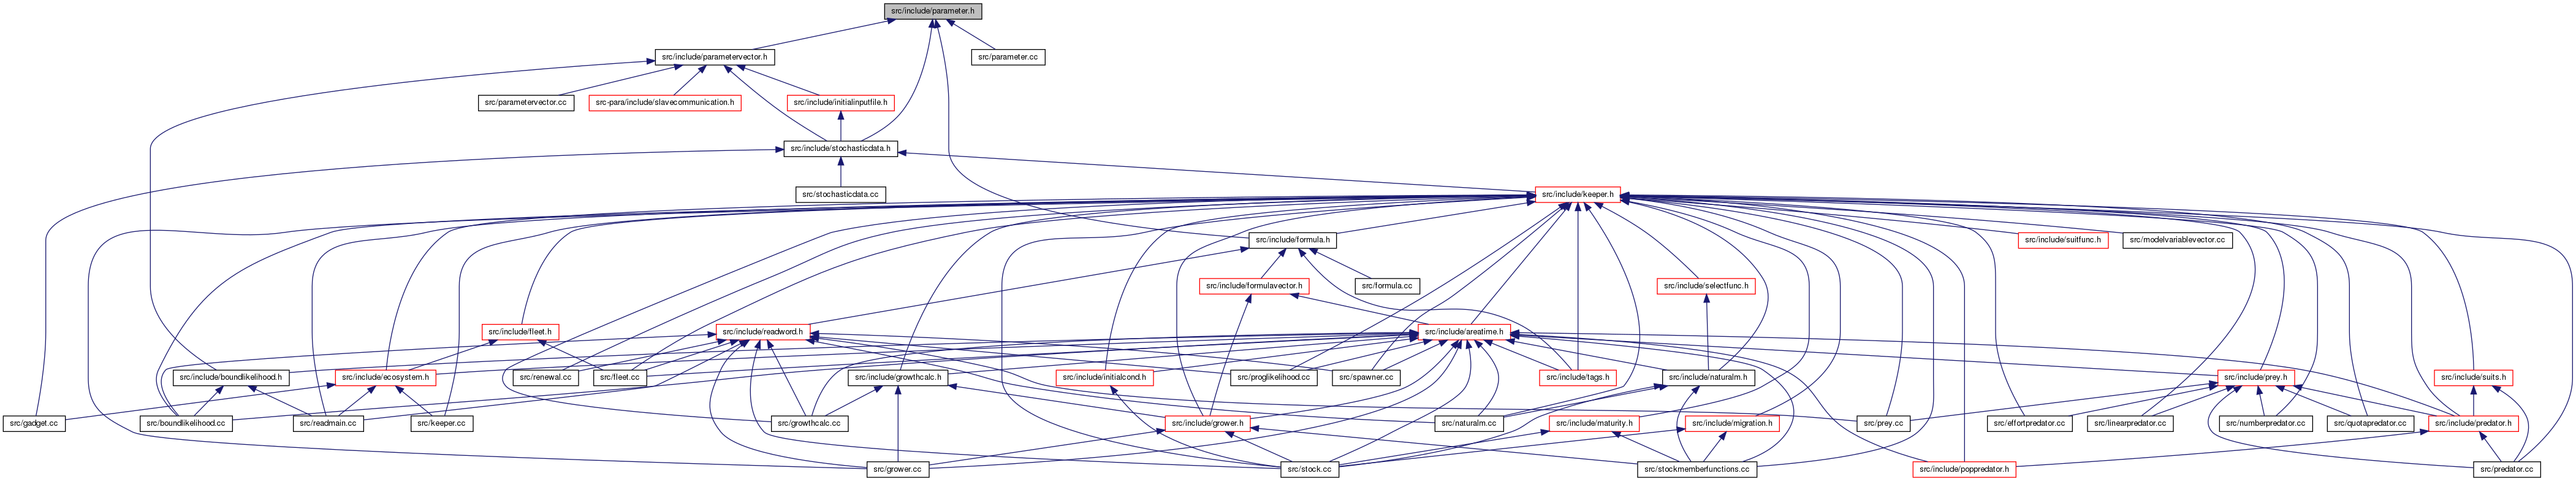 src/include/parameter.h
src/include/parametervector.h
src/parameter.cc
src/parametervector.cc
src-para/include/slavecommunication.h
src/include/initialinputfile.h
src/include/stochasticdata.h
src/stochasticdata.cc
src/include/keeper.h
src/include/formula.h
src/include/suitfunc.h
src/modelvariablevector.cc
src/include/formulavector.h
src/formula.cc
src/include/selectfunc.h
src/include/fleet.h
src/include/readword.h
src/include/areatime.h
src/include/boundlikelihood.h
src/include/ecosystem.h
src/renewal.cc
src/fleet.cc
src/include/growthcalc.h
src/include/initialcond.h
src/proglikelihood.cc
src/spawner.cc
src/include/tags.h
src/include/naturalm.h
src/include/prey.h
src/include/suits.h
src/gadget.cc
src/boundlikelihood.cc
src/readmain.cc
src/keeper.cc
src/growthcalc.cc
src/include/grower.h
src/naturalm.cc
src/include/maturity.h
src/include/migration.h
src/prey.cc
src/effortpredator.cc
src/linearpredator.cc
src/numberpredator.cc
src/quotapredator.cc
src/include/predator.h
src/grower.cc
src/stock.cc
src/stockmemberfunctions.cc
src/include/poppredator.h
src/predator.cc